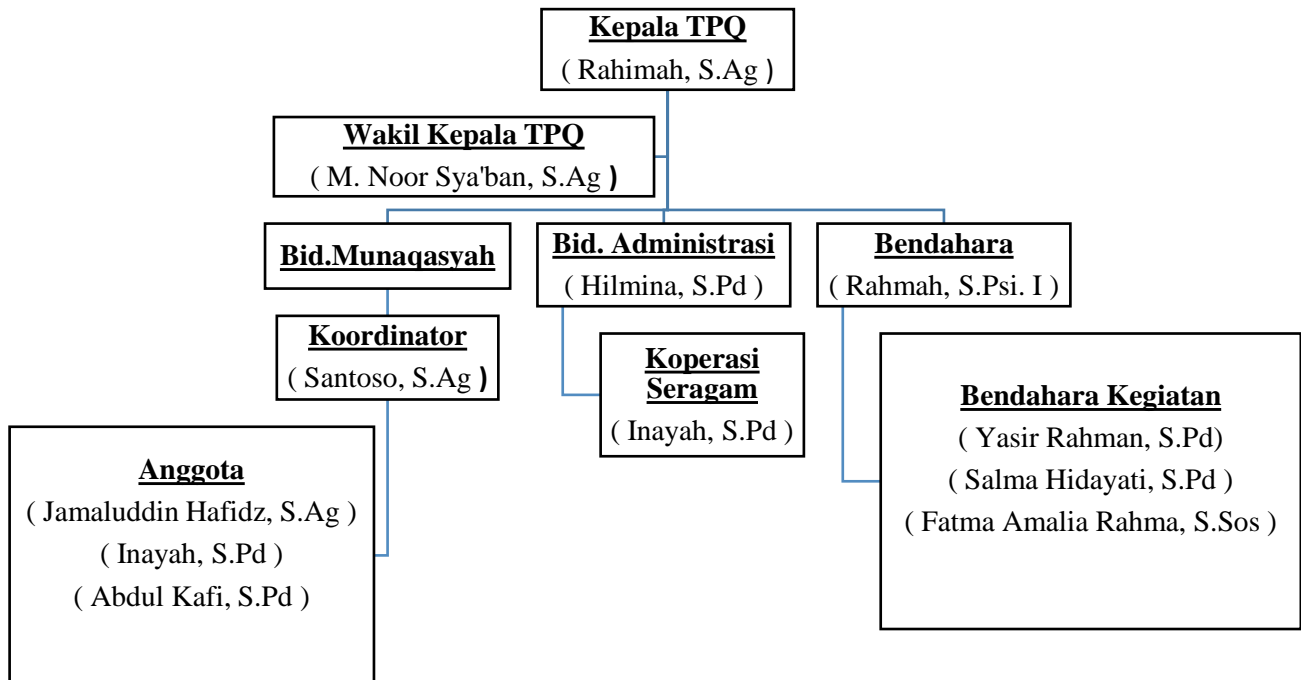 Kepala TPQ
( Rahimah, S.Ag )
Wakil Kepala TPQ
( M. Noor Sya'ban, S.Ag )
Bid.Munaqasyah
Bid. Administrasi
( Hilmina, S.Pd )
Bendahara
( Rahmah, S.Psi. I )
Koordinator
( Santoso, S.Ag )
Koperasi
Seragam
( Inayah, S.Pd )
Anggota
( Jamaluddin Hafidz, S.Ag )
( Inayah, S.Pd )
( Abdul Kafi, S.Pd )
Bendahara Kegiatan
( Yasir Rahman, S.Pd)
( Salma Hidayati, S.Pd )
( Fatma Amalia Rahma, S.Sos )